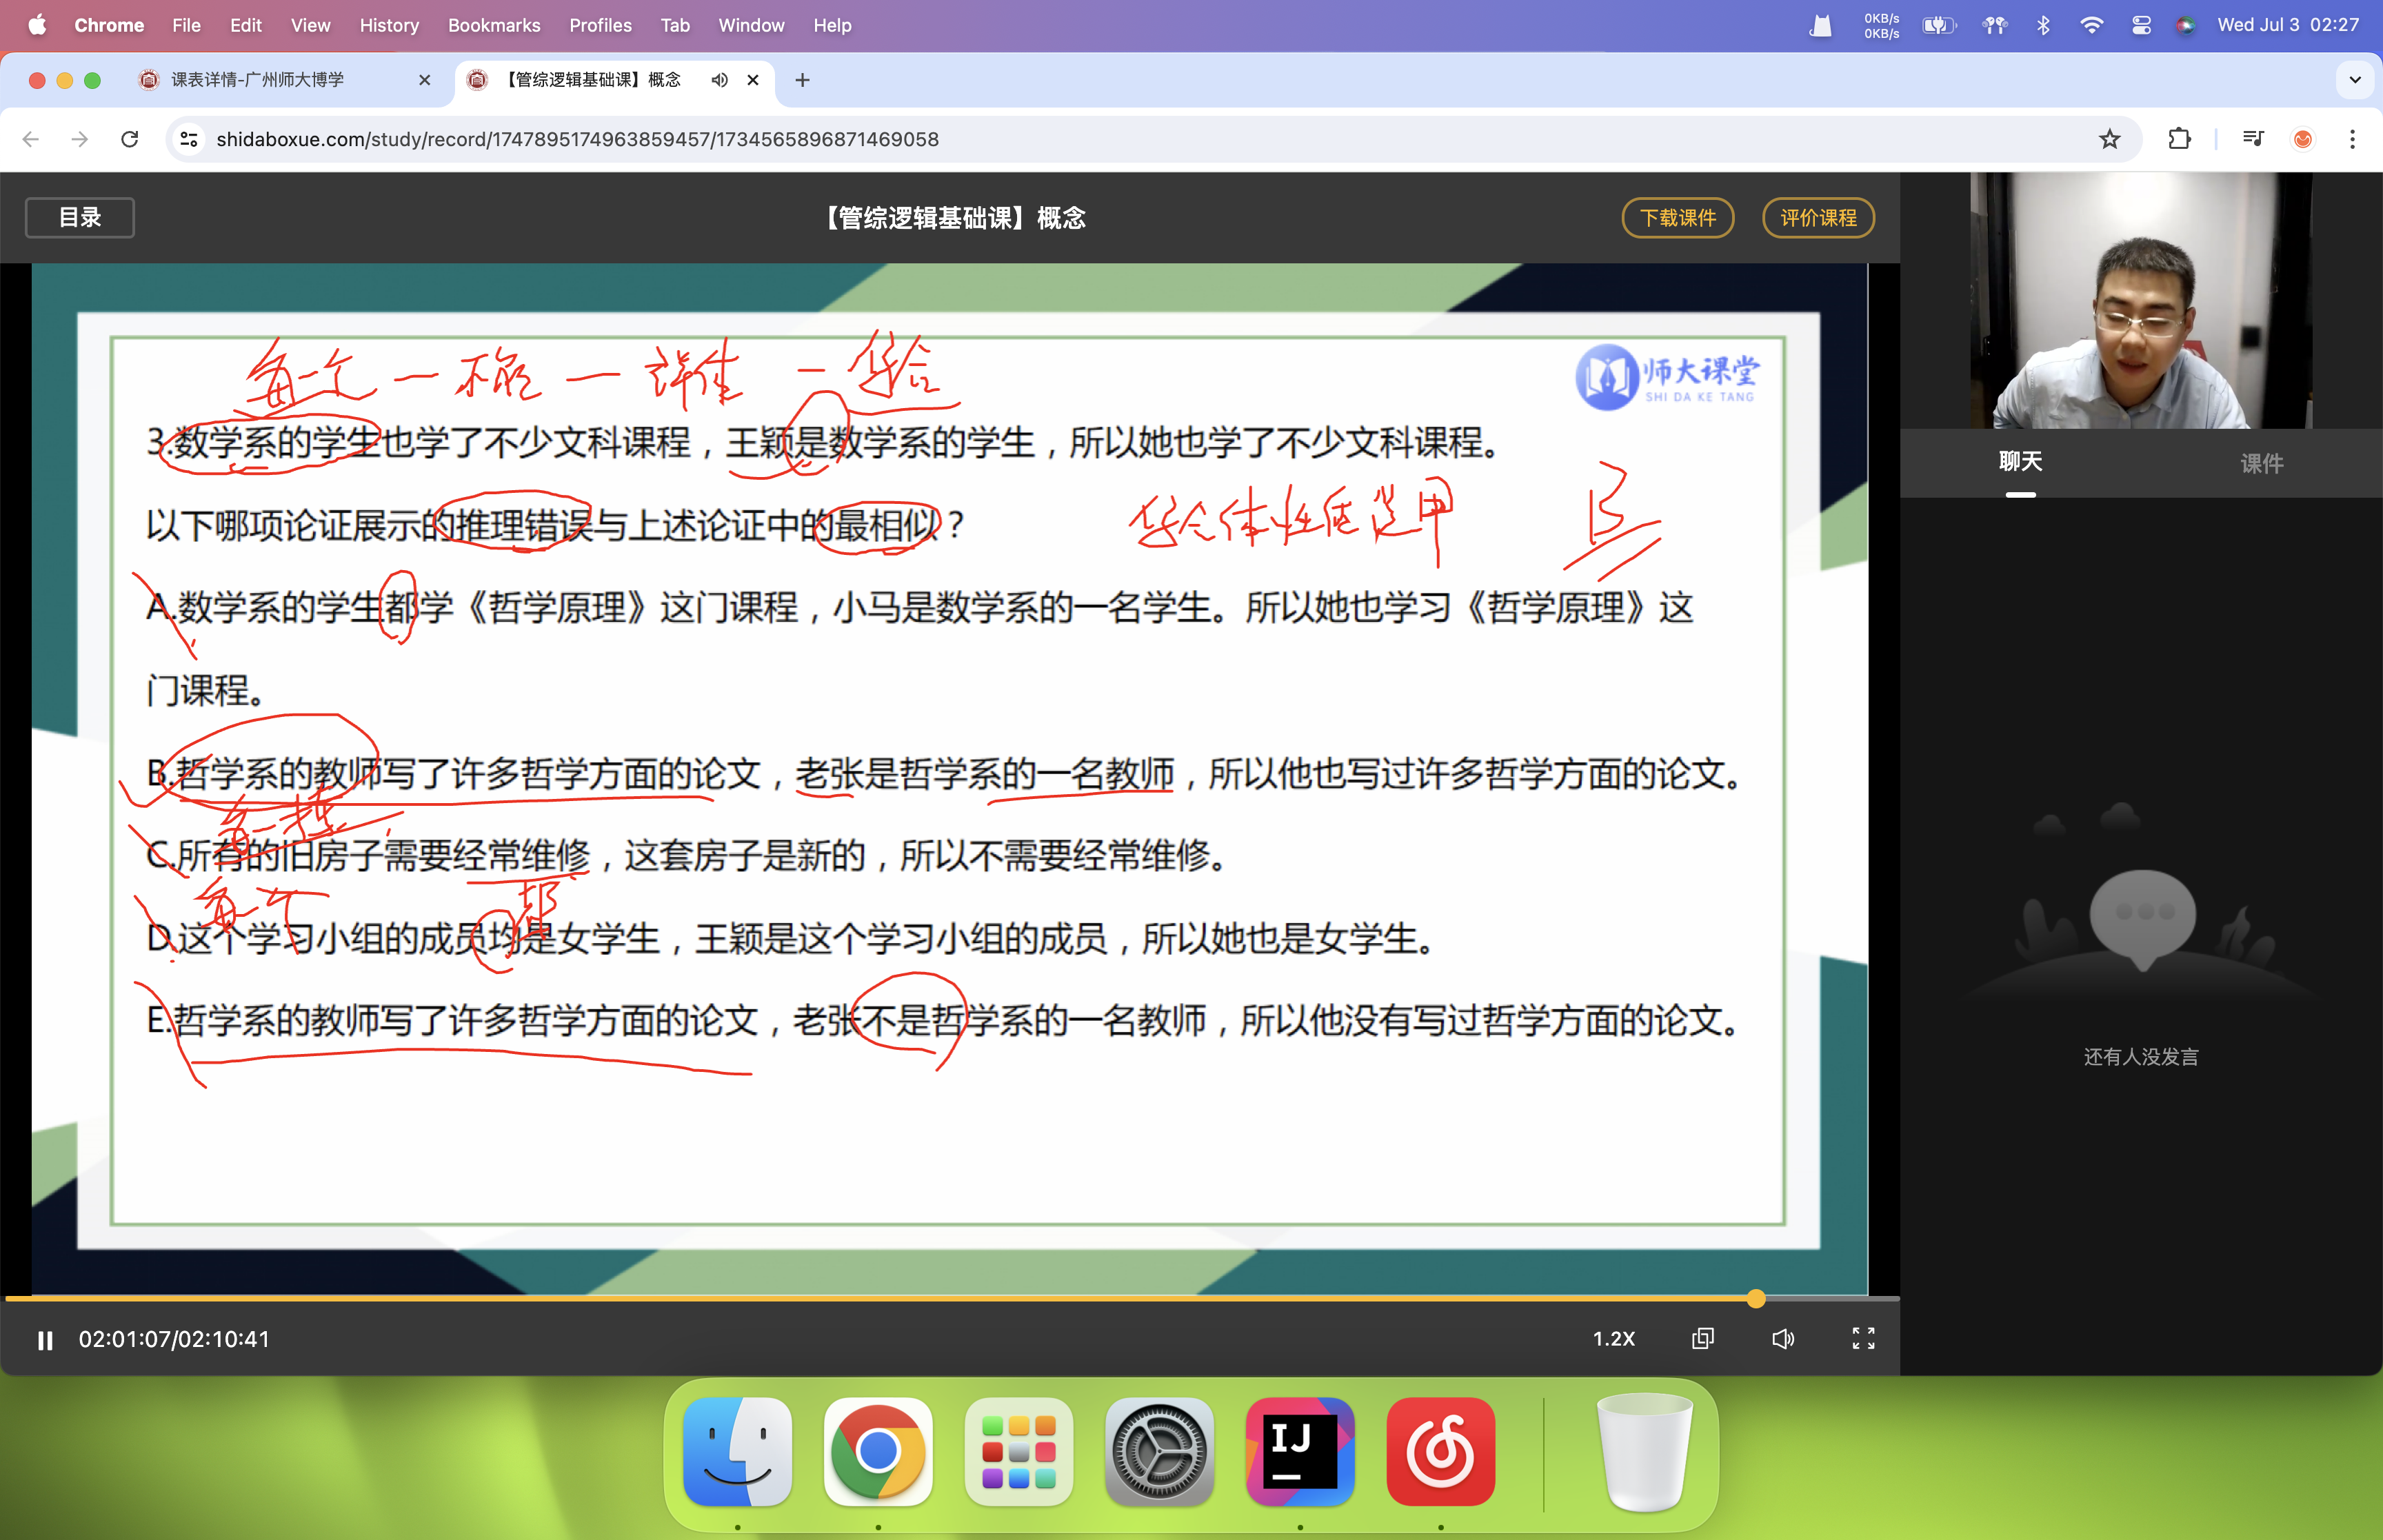 Chrome File Edit View History Bookmarks Profiles Tab Window Help 0KB/s 0KB/s Wed Jul 3 02:27
课表详情-广州师大博学 【管综逻辑基础课】概念
shidaboxue.com/study/record/1747895174963859457/1734565896871469058
目录 【管综逻辑基础课】概念 下载课件 评价课程
每一个 — 不确 — 详 — 集合
师大课堂
SHI DA KE TANG
3.数学系的学生也学了不少文科课程，王颖是数学系的学生，所以她也学了不少文科课程。
以下哪项论证展示的推理错误与上述论证中的最相似？
集合体性质 B
A.数学系的学生都学《哲学原理》这门课程，小马是数学系的一名学生。所以她也学习《哲学原理》这
门课程。
B.哲学系的教师写了许多哲学方面的论文，老张是哲学系的一名教师，所以他也写过许多哲学方面的论文。
C.所有的旧房子需要经常维修，这套房子是新的，所以不需要经常维修。
每一个 都
D.这个学习小组的成员均是女学生，王颖是这个学习小组的成员，所以她也是女学生。
E.哲学系的教师写了许多哲学方面的论文，老张不是哲学系的一名教师，所以他没有写过哲学方面的论文。
02:01:07/02:10:41 1.2X
聊天 课件
还有人没发言
IJ